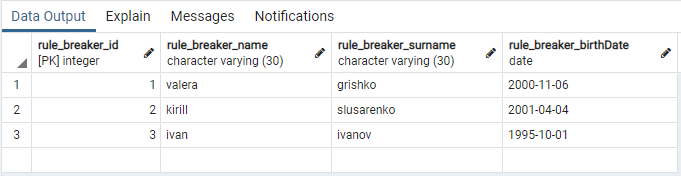 Data Output Explain Messages Notifications
rule_breaker_id rule_breaker_name rule_breaker_surname rule_breaker_birthDate
[PK] integer character varying (30) character varying (30) date
1 1 valera grishko 2000-11-06
2 2 kirill slusarenko 2001-04-04
3 3 ivan ivanov 1995-10-01